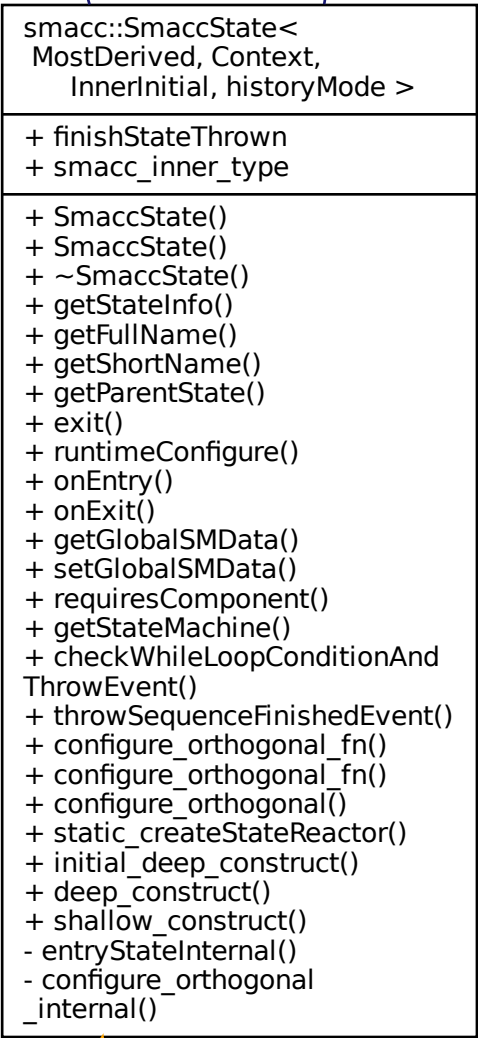 smacc::SmaccState<
MostDerived, Context,
InnerInitial, historyMode >
+ finishStateThrown
+ smacc_inner_type
+ SmaccState()
+ SmaccState()
+ ~SmaccState()
+ getStateInfo()
+ getFullName()
+ getShortName()
+ getParentState()
+ exit()
+ runtimeConfigure()
+ onEntry()
+ onExit()
+ getGlobalSMData()
+ setGlobalSMData()
+ requiresComponent()
+ getStateMachine()
+ checkWhileLoopConditionAnd
ThrowEvent()
+ throwSequenceFinishedEvent()
+ configure_orthogonal_fn()
+ configure_orthogonal_fn()
+ configure_orthogonal()
+ static_createStateReactor()
+ initial_deep_construct()
+ deep_construct()
+ shallow_construct()
- entryStateInternal()
- configure_orthogonal
_internal()